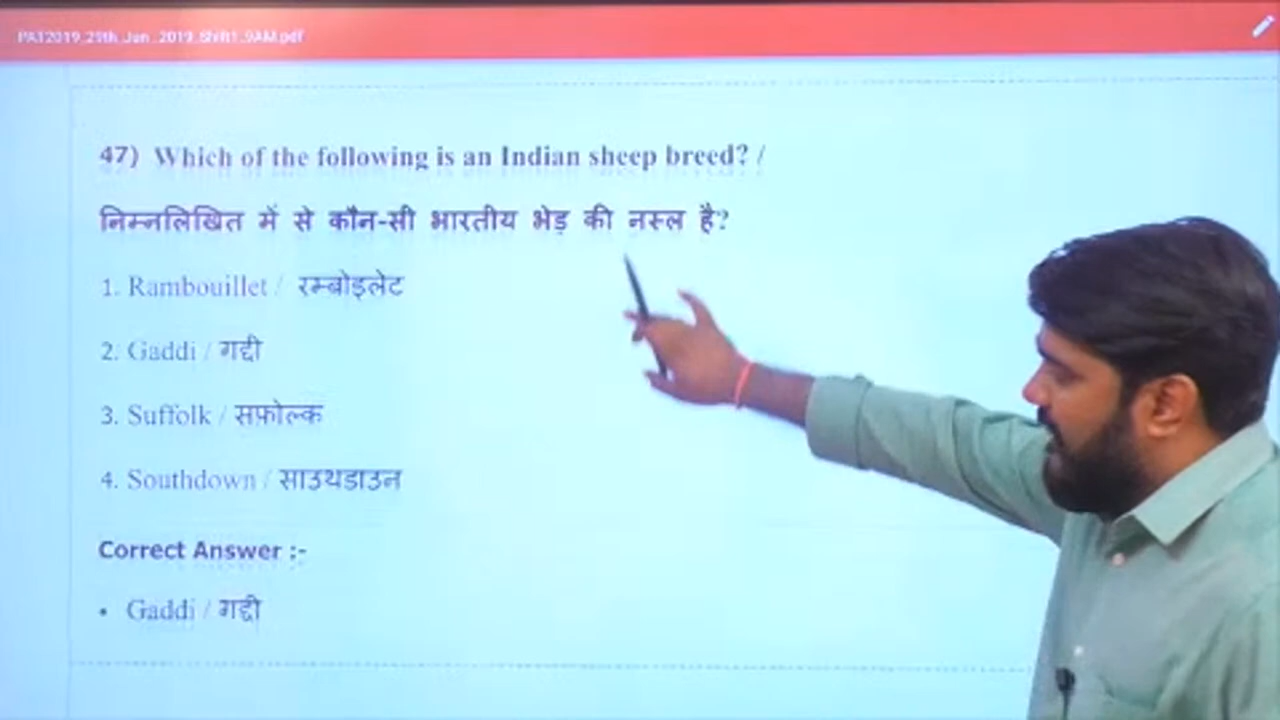 PAT2019_29th_Jun_2019_Shift1_9AM.pdf
47) Which of the following is an Indian sheep breed? /
निम्नलिखित में से कौन-सी भारतीय भेड़ की नस्ल है?
1. Rambouillet / रम्बोइलेट
2. Gaddi / गद्दी
3. Suffolk / सफ़ोल्क
4. Southdown / साउथडाउन
Correct Answer :-
• Gaddi / गद्दी